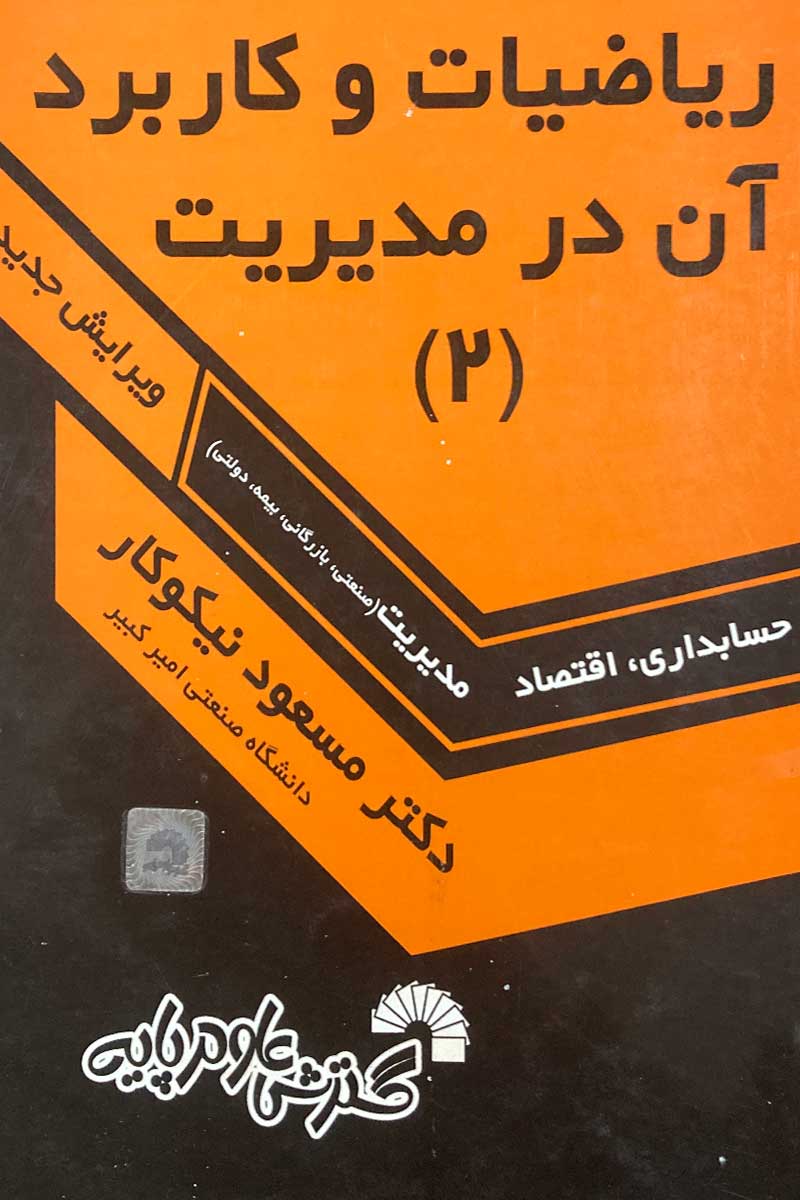 ریاضیات و کاربرد
آن در مدیریت
(۲)
ویرایش جدید
مدیریت (صنعتی، بازرگانی، بیمه، دولتی)
حسابداری، اقتصاد
دکتر مسعود نیکوکار
دانشگاه صنعتی امیر کبیر
گسترش علوم پایه